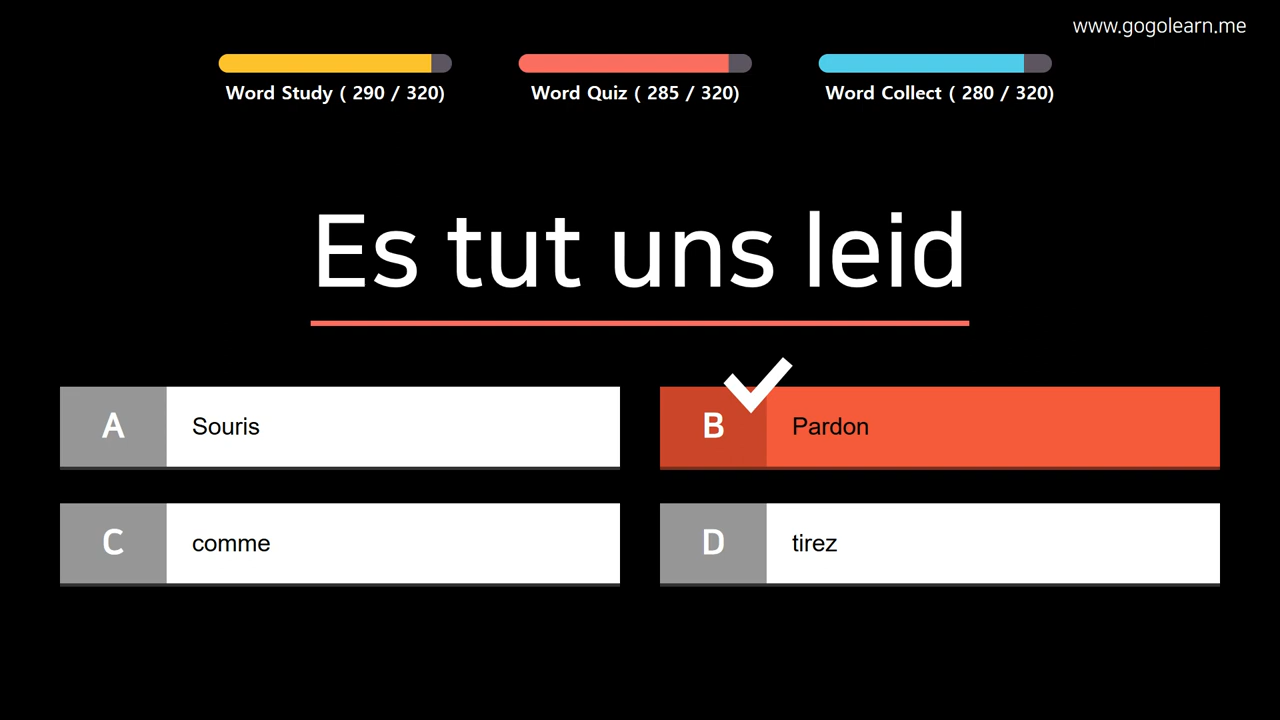 www.gogolearn.me
Word Study ( 290 / 320)
Word Quiz ( 285 / 320)
Word Collect ( 280 / 320)
Es tut uns leid
A Souris
B Pardon
C comme
D tirez